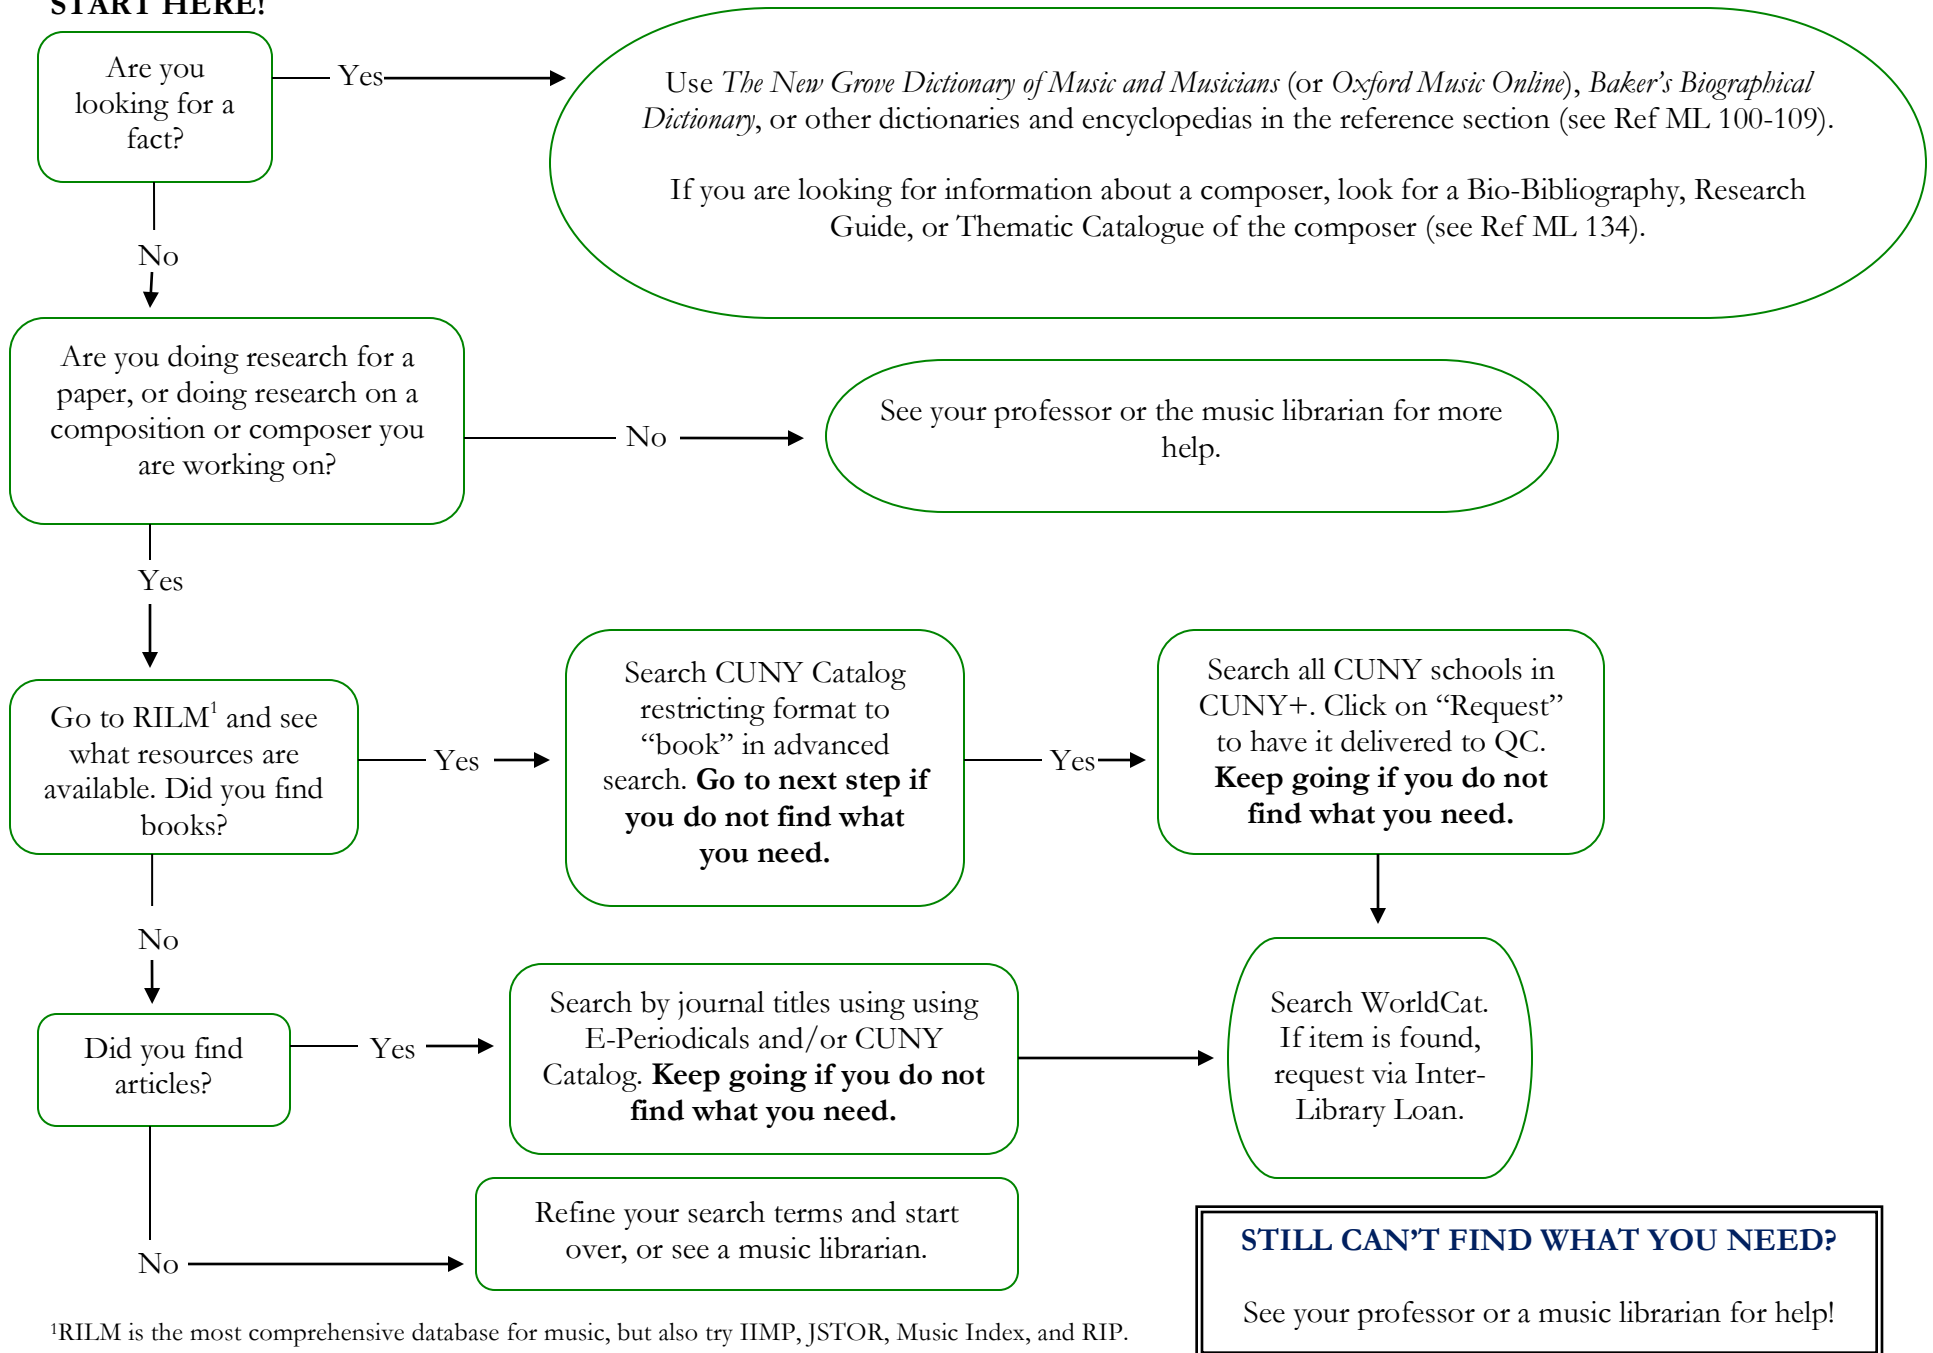 START HERE!
Are you
looking for a
fact?
Yes
Use The New Grove Dictionary of Music and Musicians (or Oxford Music Online), Baker’s Biographical
Dictionary, or other dictionaries and encyclopedias in the reference section (see Ref ML 100-109).
If you are looking for information about a composer, look for a Bio-Bibliography, Research
Guide, or Thematic Catalogue of the composer (see Ref ML 134).
No
Are you doing research for a
paper, or doing research on a
composition or composer you
are working on?
No
See your professor or the music librarian for more
help.
Yes
Go to RILM¹ and see
what resources are
available. Did you find
books?
Yes
Search CUNY Catalog
restricting format to
“book” in advanced
search. Go to next step if
you do not find what
you need.
Yes
Search all CUNY schools in
CUNY+. Click on “Request”
to have it delivered to QC.
Keep going if you do not
find what you need.
No
Did you find
articles?
Yes
Search by journal titles using using
E-Periodicals and/or CUNY
Catalog. Keep going if you do not
find what you need.
Search WorldCat.
If item is found,
request via Inter-
Library Loan.
No
Refine your search terms and start
over, or see a music librarian.
STILL CAN’T FIND WHAT YOU NEED?
See your professor or a music librarian for help!
¹RILM is the most comprehensive database for music, but also try IIMP, JSTOR, Music Index, and RIP.